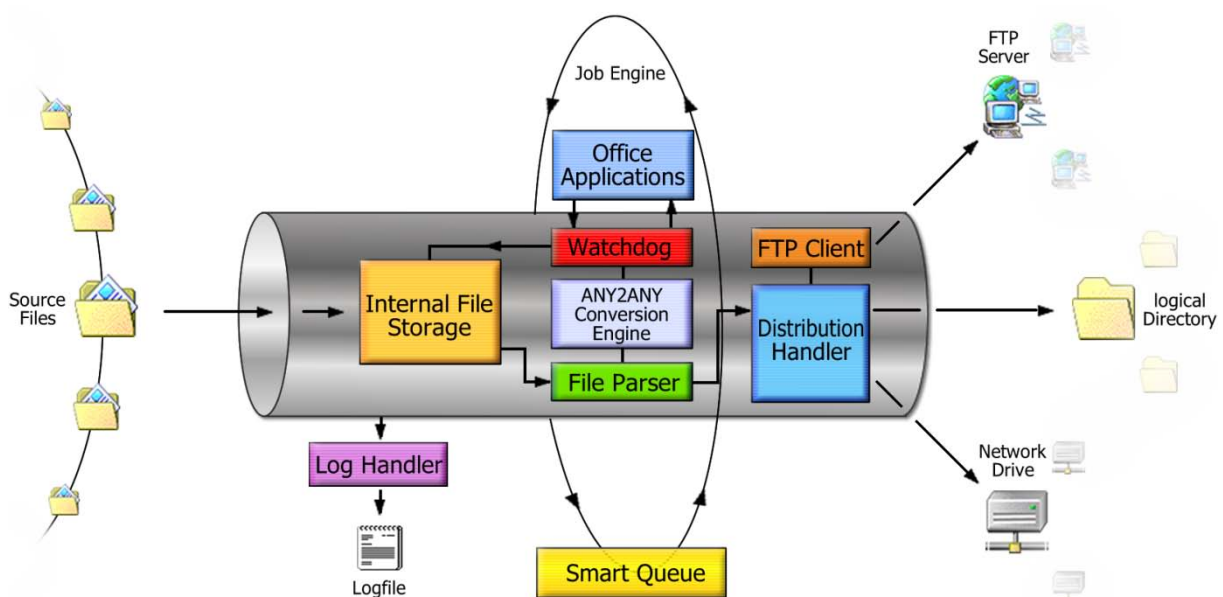 FTP
Server
Job Engine
Office
Applications
Watchdog
FTP Client
Source
Files
Internal File
Storage
ANY2ANY
Conversion
Engine
Distribution
Handler
logical
Directory
File Parser
Log Handler
Network
Drive
Logfile
Smart Queue